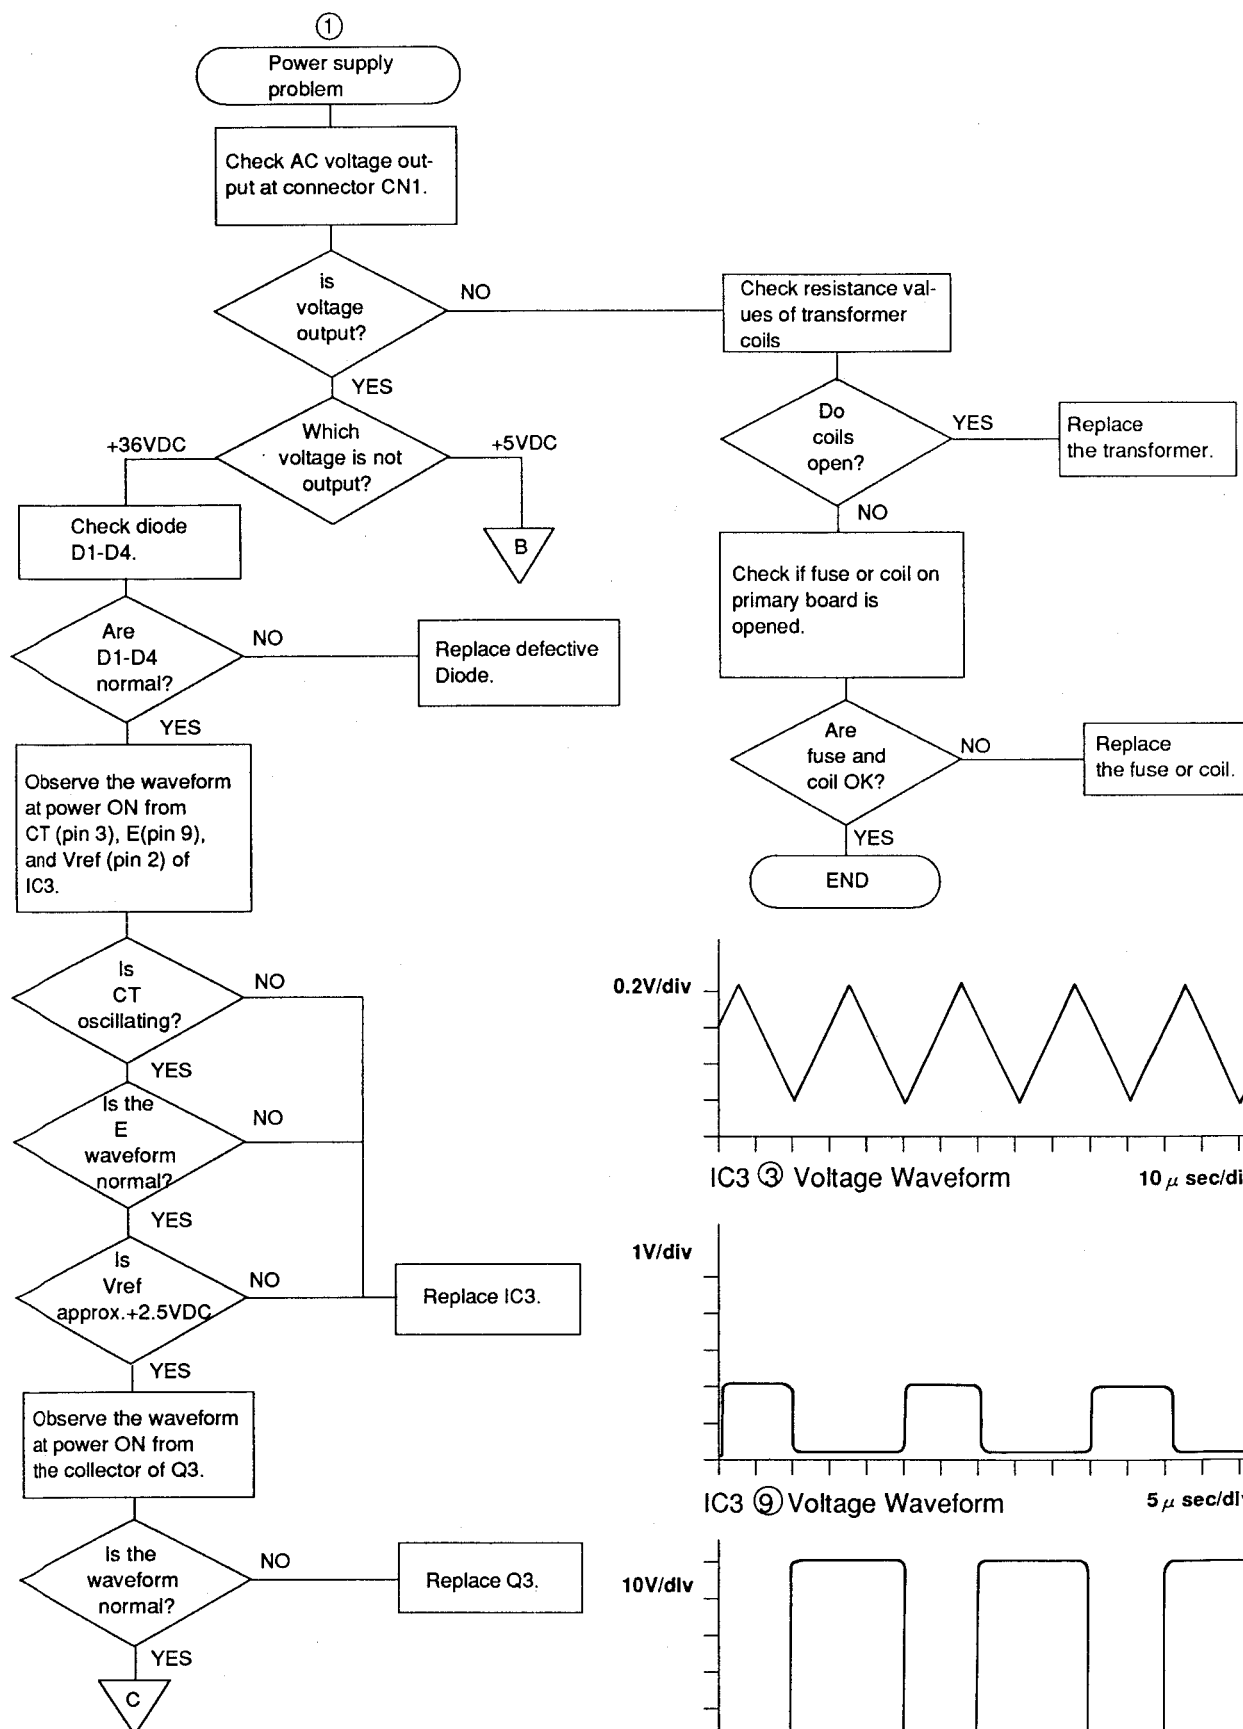 1
Power supply
problem
Check AC voltage out-
put at connector CN1.
is
voltage
output?
NO
YES
Check resistance val-
ues of transformer
coils
Do
coils
open?
YES
NO
Replace
the transformer.
Check if fuse or coil on
primary board is
opened.
Are
fuse and
coil OK?
NO
YES
Replace
the fuse or coil.
END
Which
voltage is not
output?
+36VDC
+5VDC
B
Check diode
D1-D4.
Are
D1-D4
normal?
NO
YES
Replace defective
Diode.
Observe the waveform
at power ON from
CT (pin 3), E(pin 9),
and Vref (pin 2) of
IC3.
Is
CT
oscillating?
NO
YES
Is the
E
waveform
normal?
NO
YES
Is
Vref
approx.+2.5VDC
NO
YES
Replace IC3.
Observe the waveform
at power ON from
the collector of Q3.
Is the
waveform
normal?
NO
YES
Replace Q3.
C
0.2V/div
IC3 ③ Voltage Waveform
10 μ sec/di
1V/div
IC3 ⑨ Voltage Waveform
5 μ sec/div
10V/div